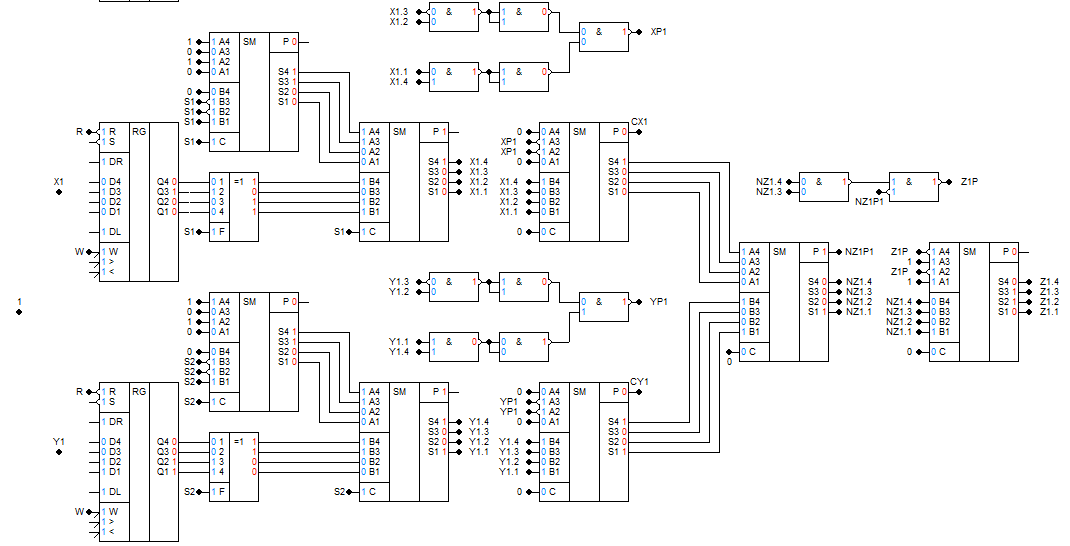 X1.3 0 & 1 1 & 0
X1.2 0 1
0 & 1 XP1
0
X1.1 0 & 1 1 & 0
X1.4 1 1
1 1 A4 SM P 0
0 0 A3
1 1 A2
0 0 A1
S4 1
S3 1
0 0 B4 S2 0
S1 1 B3 S1 0
S1 1 B2
S1 1 B1
S1 1 C
R 1 R RG
1 S
1 DR
X1
0 D4 Q4 0
1 D3 Q3 1
0 D2 Q2 0
0 D1 Q1 0
1 DL
W 1 W
1 >
1 <
0 1 =1 1
1 2 0
0 3 1
0 4 1
S1 1 F
1 A4 SM P 1
1 A3
0 A2
0 A1
S4 1 X1.4
S3 0 X1.3
1 B4 S2 0 X1.2
0 B3 S1 0 X1.1
1 B2
1 B1
S1 1 C
0 0 A4 SM P 0 CX1
XP1 1 A3
XP1 1 A2
0 0 A1
S4 1
S3 1
X1.4 1 B4 S2 1
X1.3 0 B3 S1 0
X1.2 0 B2
X1.1 0 B1
0 0 C
NZ1.4 0 & 1
NZ1.3 0
1 & 1 Z1P
1
NZ1P1
1 A4 SM P 1 NZ1P1
1 A3
1 A2
0 A1
S4 0 NZ1.4
S3 0 NZ1.3
1 B4 S2 0 NZ1.2
0 B3 S1 1 NZ1.1
0 B2
1 B1
0 C
0
Z1P 1 A4 SM P 0
1 1 A3
Z1P 1 A2
1 1 A1
S4 0 Z1.4
S3 1 Z1.3
NZ1.4 0 B4 S2 0 Z1.2
NZ1.3 0 B3 S1 0 Z1.1
NZ1.2 0 B2
NZ1.1 1 B1
0 0 C
Y1.3 0 & 1 1 & 0
Y1.2 0 1
0 & 1 YP1
1
Y1.1 1 & 0 0 & 1
Y1.4 1 0
1
1 1 A4 SM P 0
0 0 A3
1 1 A2
0 0 A1
S4 1
S3 1
0 0 B4 S2 0
S2 1 B3 S1 0
S2 1 B2
S2 1 B1
S2 1 C
R 1 R RG
1 S
1 DR
Y1
0 D4 Q4 0
0 D3 Q3 0
1 D2 Q2 1
1 D1 Q1 1
1 DL
W 1 W
1 >
1 <
0 1 =1 1
0 2 1
1 3 0
1 4 0
S2 1 F
1 A4 SM P 1
1 A3
0 A2
0 A1
S4 1 Y1.4
S3 0 Y1.3
1 B4 S2 0 Y1.2
1 B3 S1 1 Y1.1
0 B2
0 B1
S2 1 C
0 0 A4 SM P 0 CY1
YP1 1 A3
YP1 1 A2
0 0 A1
S4 1
S3 0
Y1.4 1 B4 S2 0
Y1.3 0 B3 S1 1
Y1.2 0 B2
Y1.1 1 B1
0 0 C